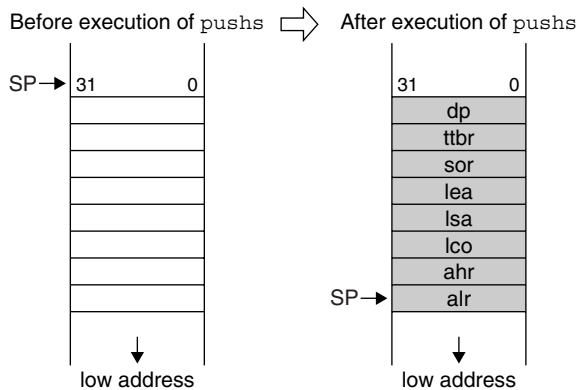 Before execution of pushs
After execution of pushs
SP
31 0
31 0
dp
ttbr
sor
lea
lsa
lco
ahr
SP
alr
low address
low address